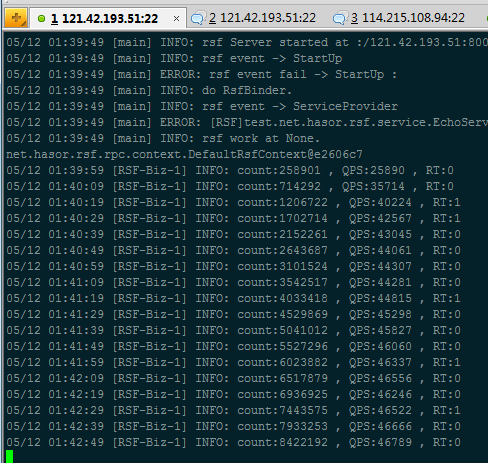 1 121.42.193.51:22 × 2 121.42.193.51:22 3 114.215.108.94:22
05/12 01:39:49 [main] INFO: rsf Server started at :/121.42.193.51:800
05/12 01:39:49 [main] INFO: rsf event -> StartUp
05/12 01:39:49 [main] ERROR: rsf event fail -> StartUp :
05/12 01:39:49 [main] INFO: do RsfBinder.
05/12 01:39:49 [main] INFO: rsf event -> ServiceProvider
05/12 01:39:49 [main] ERROR: [RSF]test.net.hasor.rsf.service.EchoServ
05/12 01:39:49 [main] INFO: rsf work at None.
net.hasor.rsf.rpc.context.DefaultRsfContext@e2606c7
05/12 01:39:59 [RSF-Biz-1] INFO: count:258901 , QPS:25890 , RT:0
05/12 01:40:09 [RSF-Biz-1] INFO: count:714292 , QPS:35714 , RT:0
05/12 01:40:19 [RSF-Biz-1] INFO: count:1206722 , QPS:40224 , RT:1
05/12 01:40:29 [RSF-Biz-1] INFO: count:1702714 , QPS:42567 , RT:1
05/12 01:40:39 [RSF-Biz-1] INFO: count:2152261 , QPS:43045 , RT:0
05/12 01:40:49 [RSF-Biz-1] INFO: count:2643687 , QPS:44061 , RT:0
05/12 01:40:59 [RSF-Biz-1] INFO: count:3101524 , QPS:44307 , RT:0
05/12 01:41:09 [RSF-Biz-1] INFO: count:3542517 , QPS:44281 , RT:0
05/12 01:41:19 [RSF-Biz-1] INFO: count:4033418 , QPS:44815 , RT:1
05/12 01:41:29 [RSF-Biz-1] INFO: count:4529869 , QPS:45298 , RT:0
05/12 01:41:39 [RSF-Biz-1] INFO: count:5041012 , QPS:45827 , RT:0
05/12 01:41:49 [RSF-Biz-1] INFO: count:5527296 , QPS:46060 , RT:0
05/12 01:41:59 [RSF-Biz-1] INFO: count:6023882 , QPS:46337 , RT:1
05/12 01:42:09 [RSF-Biz-1] INFO: count:6517879 , QPS:46556 , RT:0
05/12 01:42:19 [RSF-Biz-1] INFO: count:6936925 , QPS:46246 , RT:0
05/12 01:42:29 [RSF-Biz-1] INFO: count:7443575 , QPS:46522 , RT:1
05/12 01:42:39 [RSF-Biz-1] INFO: count:7933253 , QPS:46666 , RT:0
05/12 01:42:49 [RSF-Biz-1] INFO: count:8422192 , QPS:46789 , RT:0